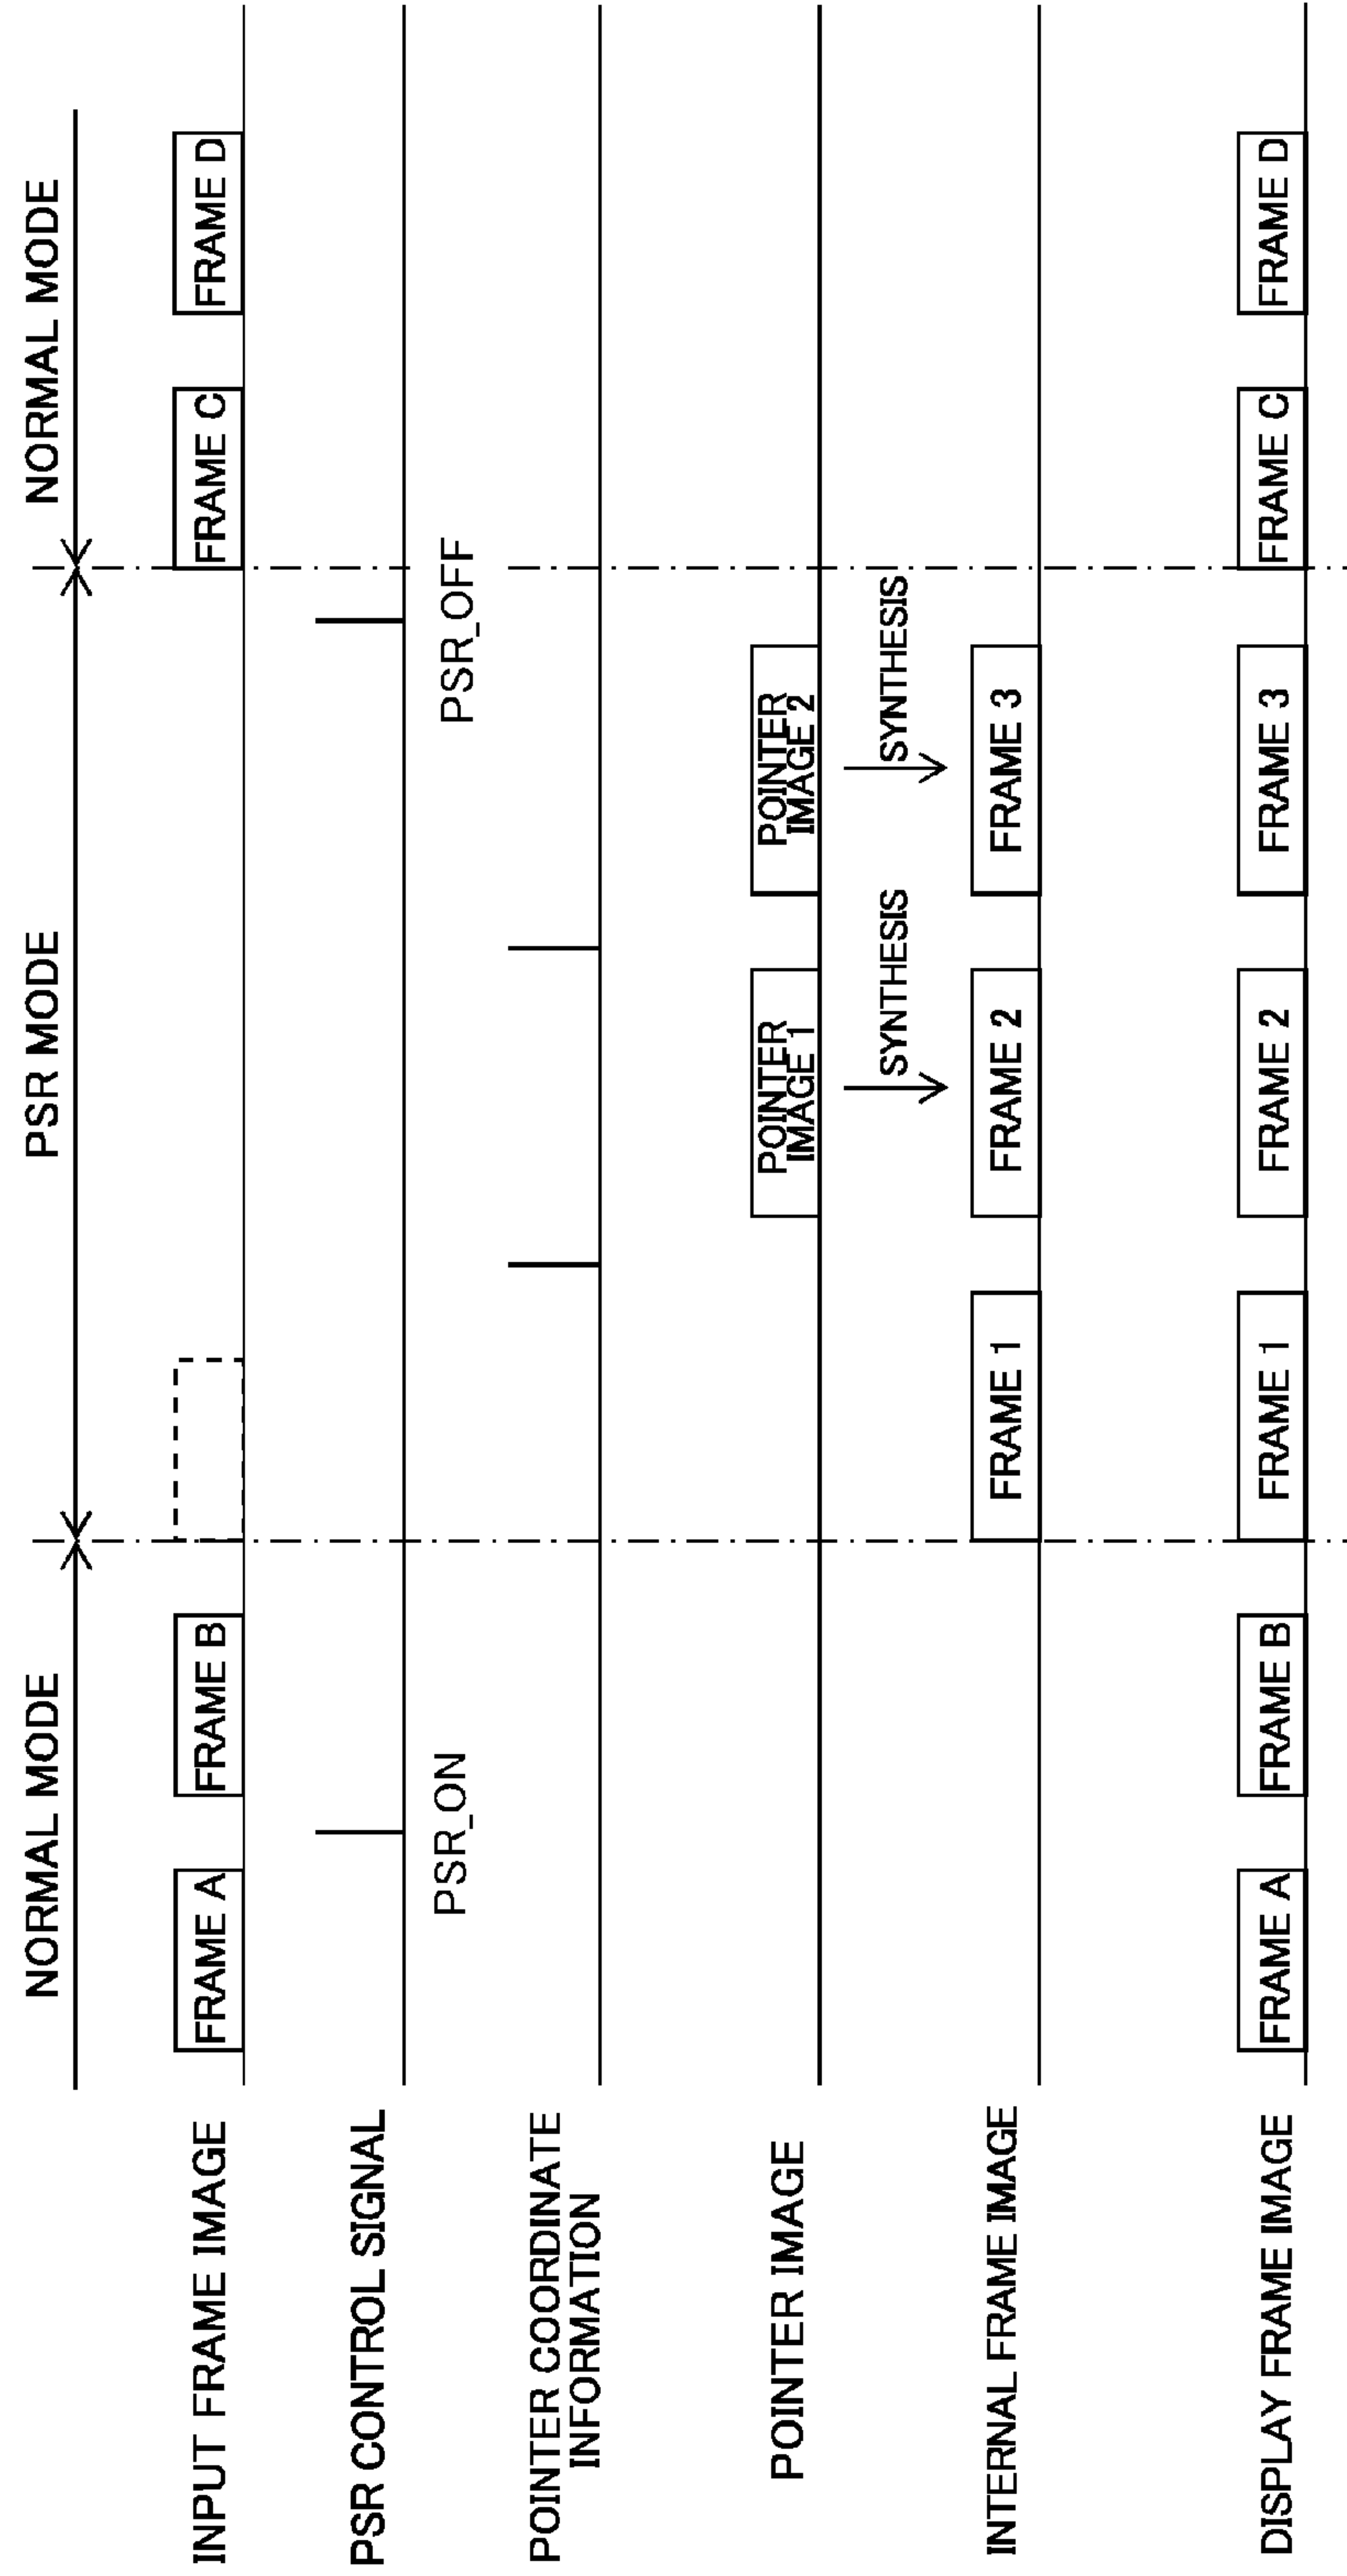 NORMAL MODE PSR MODE NORMAL MODE
INPUT FRAME IMAGE FRAME A FRAME B FRAME C FRAME D
PSR CONTROL SIGNAL
PSR_ON PSR_OFF
POINTER COORDINATE
INFORMATION
POINTER IMAGE
POINTER
IMAGE 1
POINTER
IMAGE 2
SYNTHESIS SYNTHESIS
INTERNAL FRAME IMAGE FRAME 1 FRAME 2 FRAME 3
DISPLAY FRAME IMAGE FRAME A FRAME B FRAME 1 FRAME 2 FRAME 3 FRAME C FRAME D